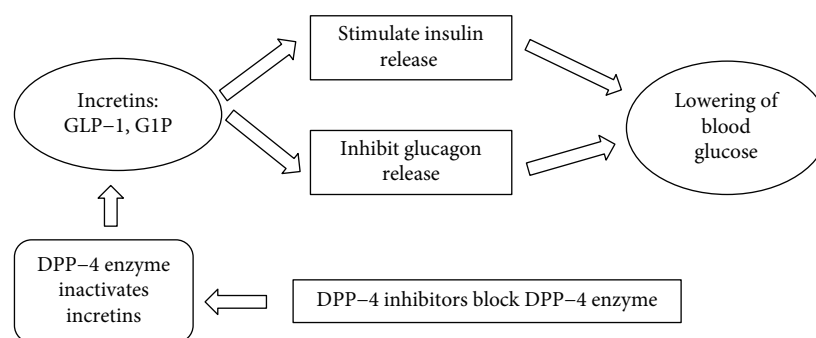 Stimulate insulin
release
Incretins:
GLP−1, G1P
Lowering of
blood
glucose
Inhibit glucagon
release
DPP−4 enzyme
inactivates
incretins
DPP−4 inhibitors block DPP−4 enzyme